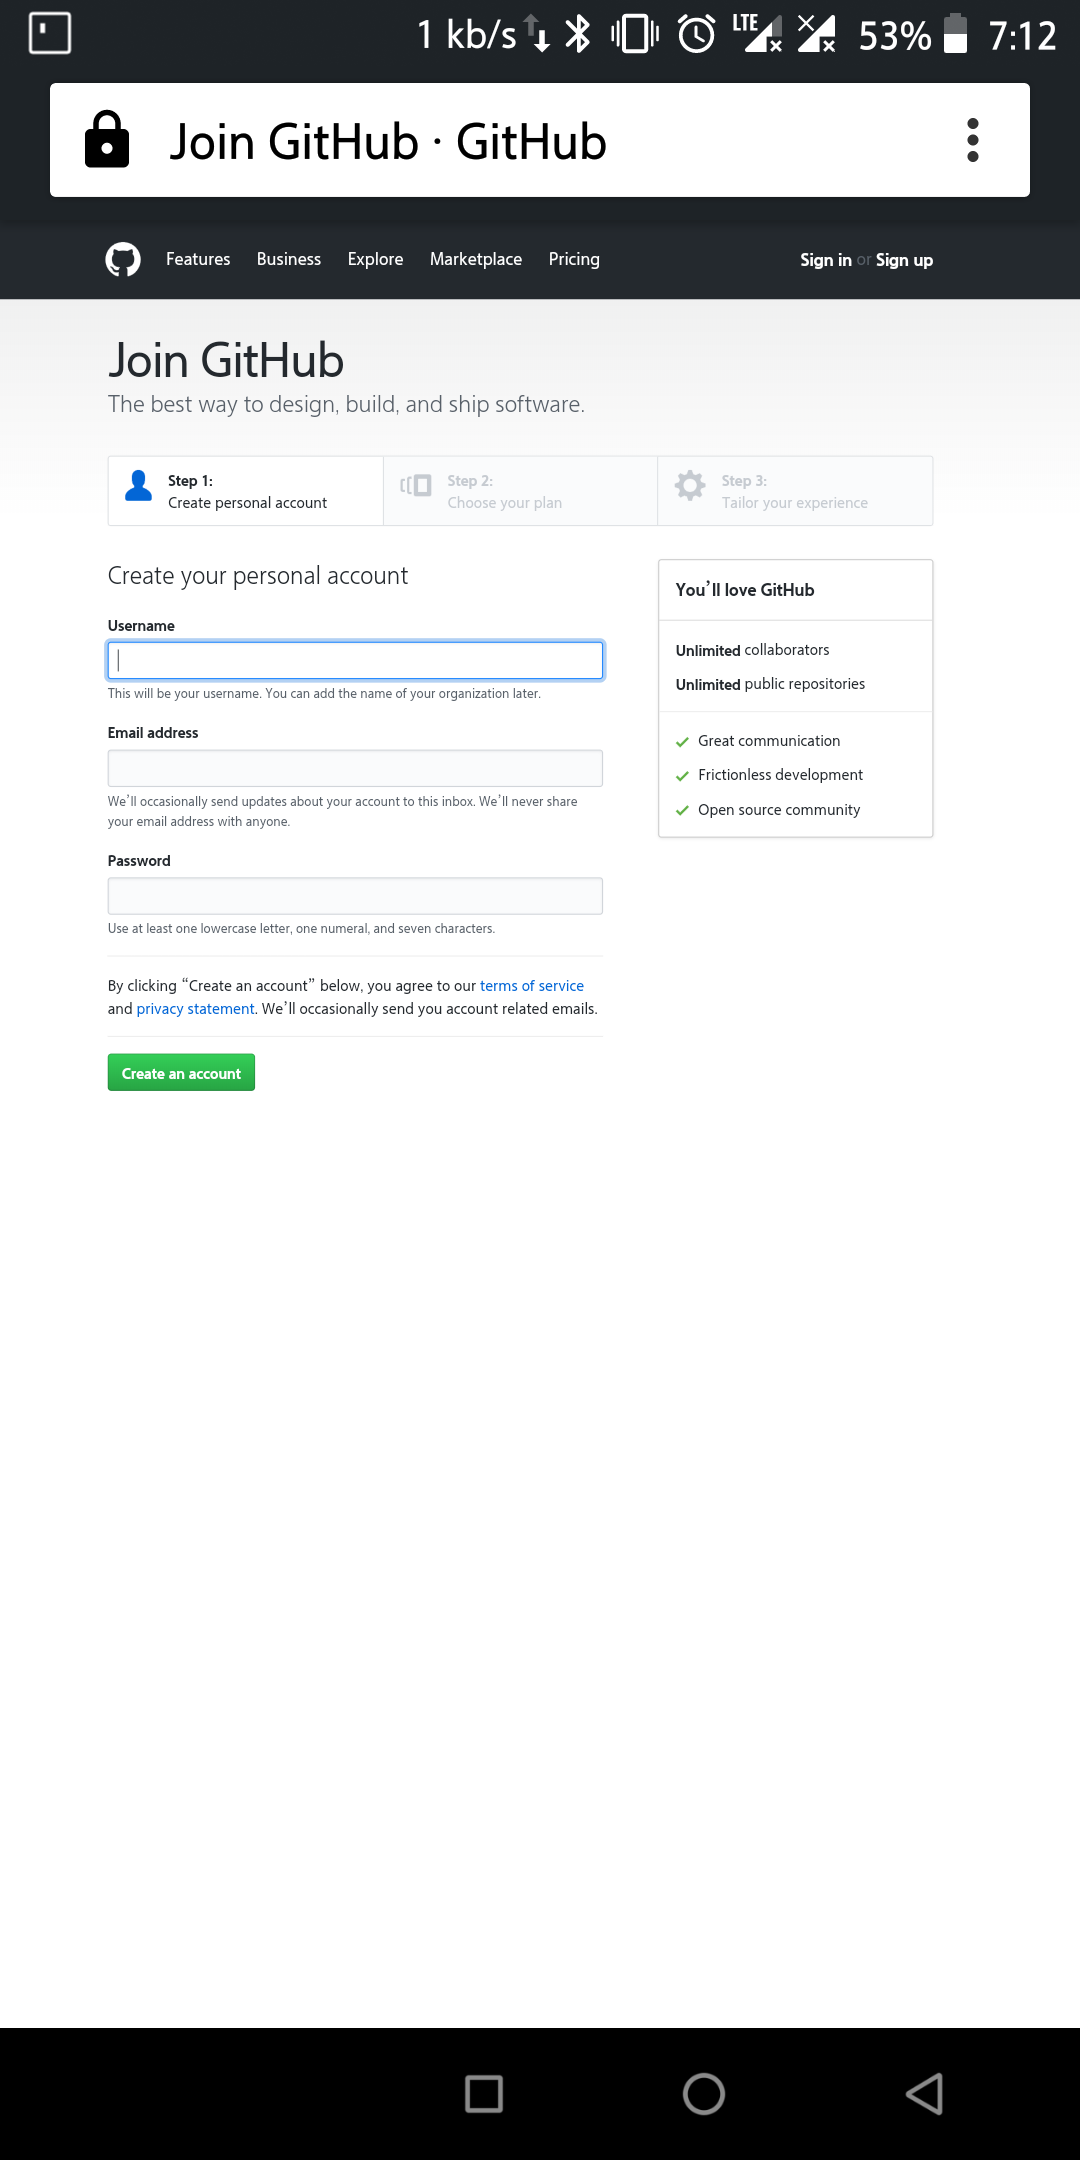 1 kb/s LTE 53% 7:12
Join GitHub · GitHub
Features Business Explore Marketplace Pricing Sign in or Sign up
Join GitHub
The best way to design, build, and ship software.
Step 1:
Create personal account
Step 2:
Choose your plan
Step 3:
Tailor your experience
Create your personal account
Username
This will be your username. You can add the name of your organization later.
Email address
We’ll occasionally send updates about your account to this inbox. We’ll never share
your email address with anyone.
Password
Use at least one lowercase letter, one numeral, and seven characters.
By clicking “Create an account” below, you agree to our terms of service
and privacy statement. We’ll occasionally send you account related emails.
Create an account
You’ll love GitHub
Unlimited collaborators
Unlimited public repositories
Great communication
Frictionless development
Open source community